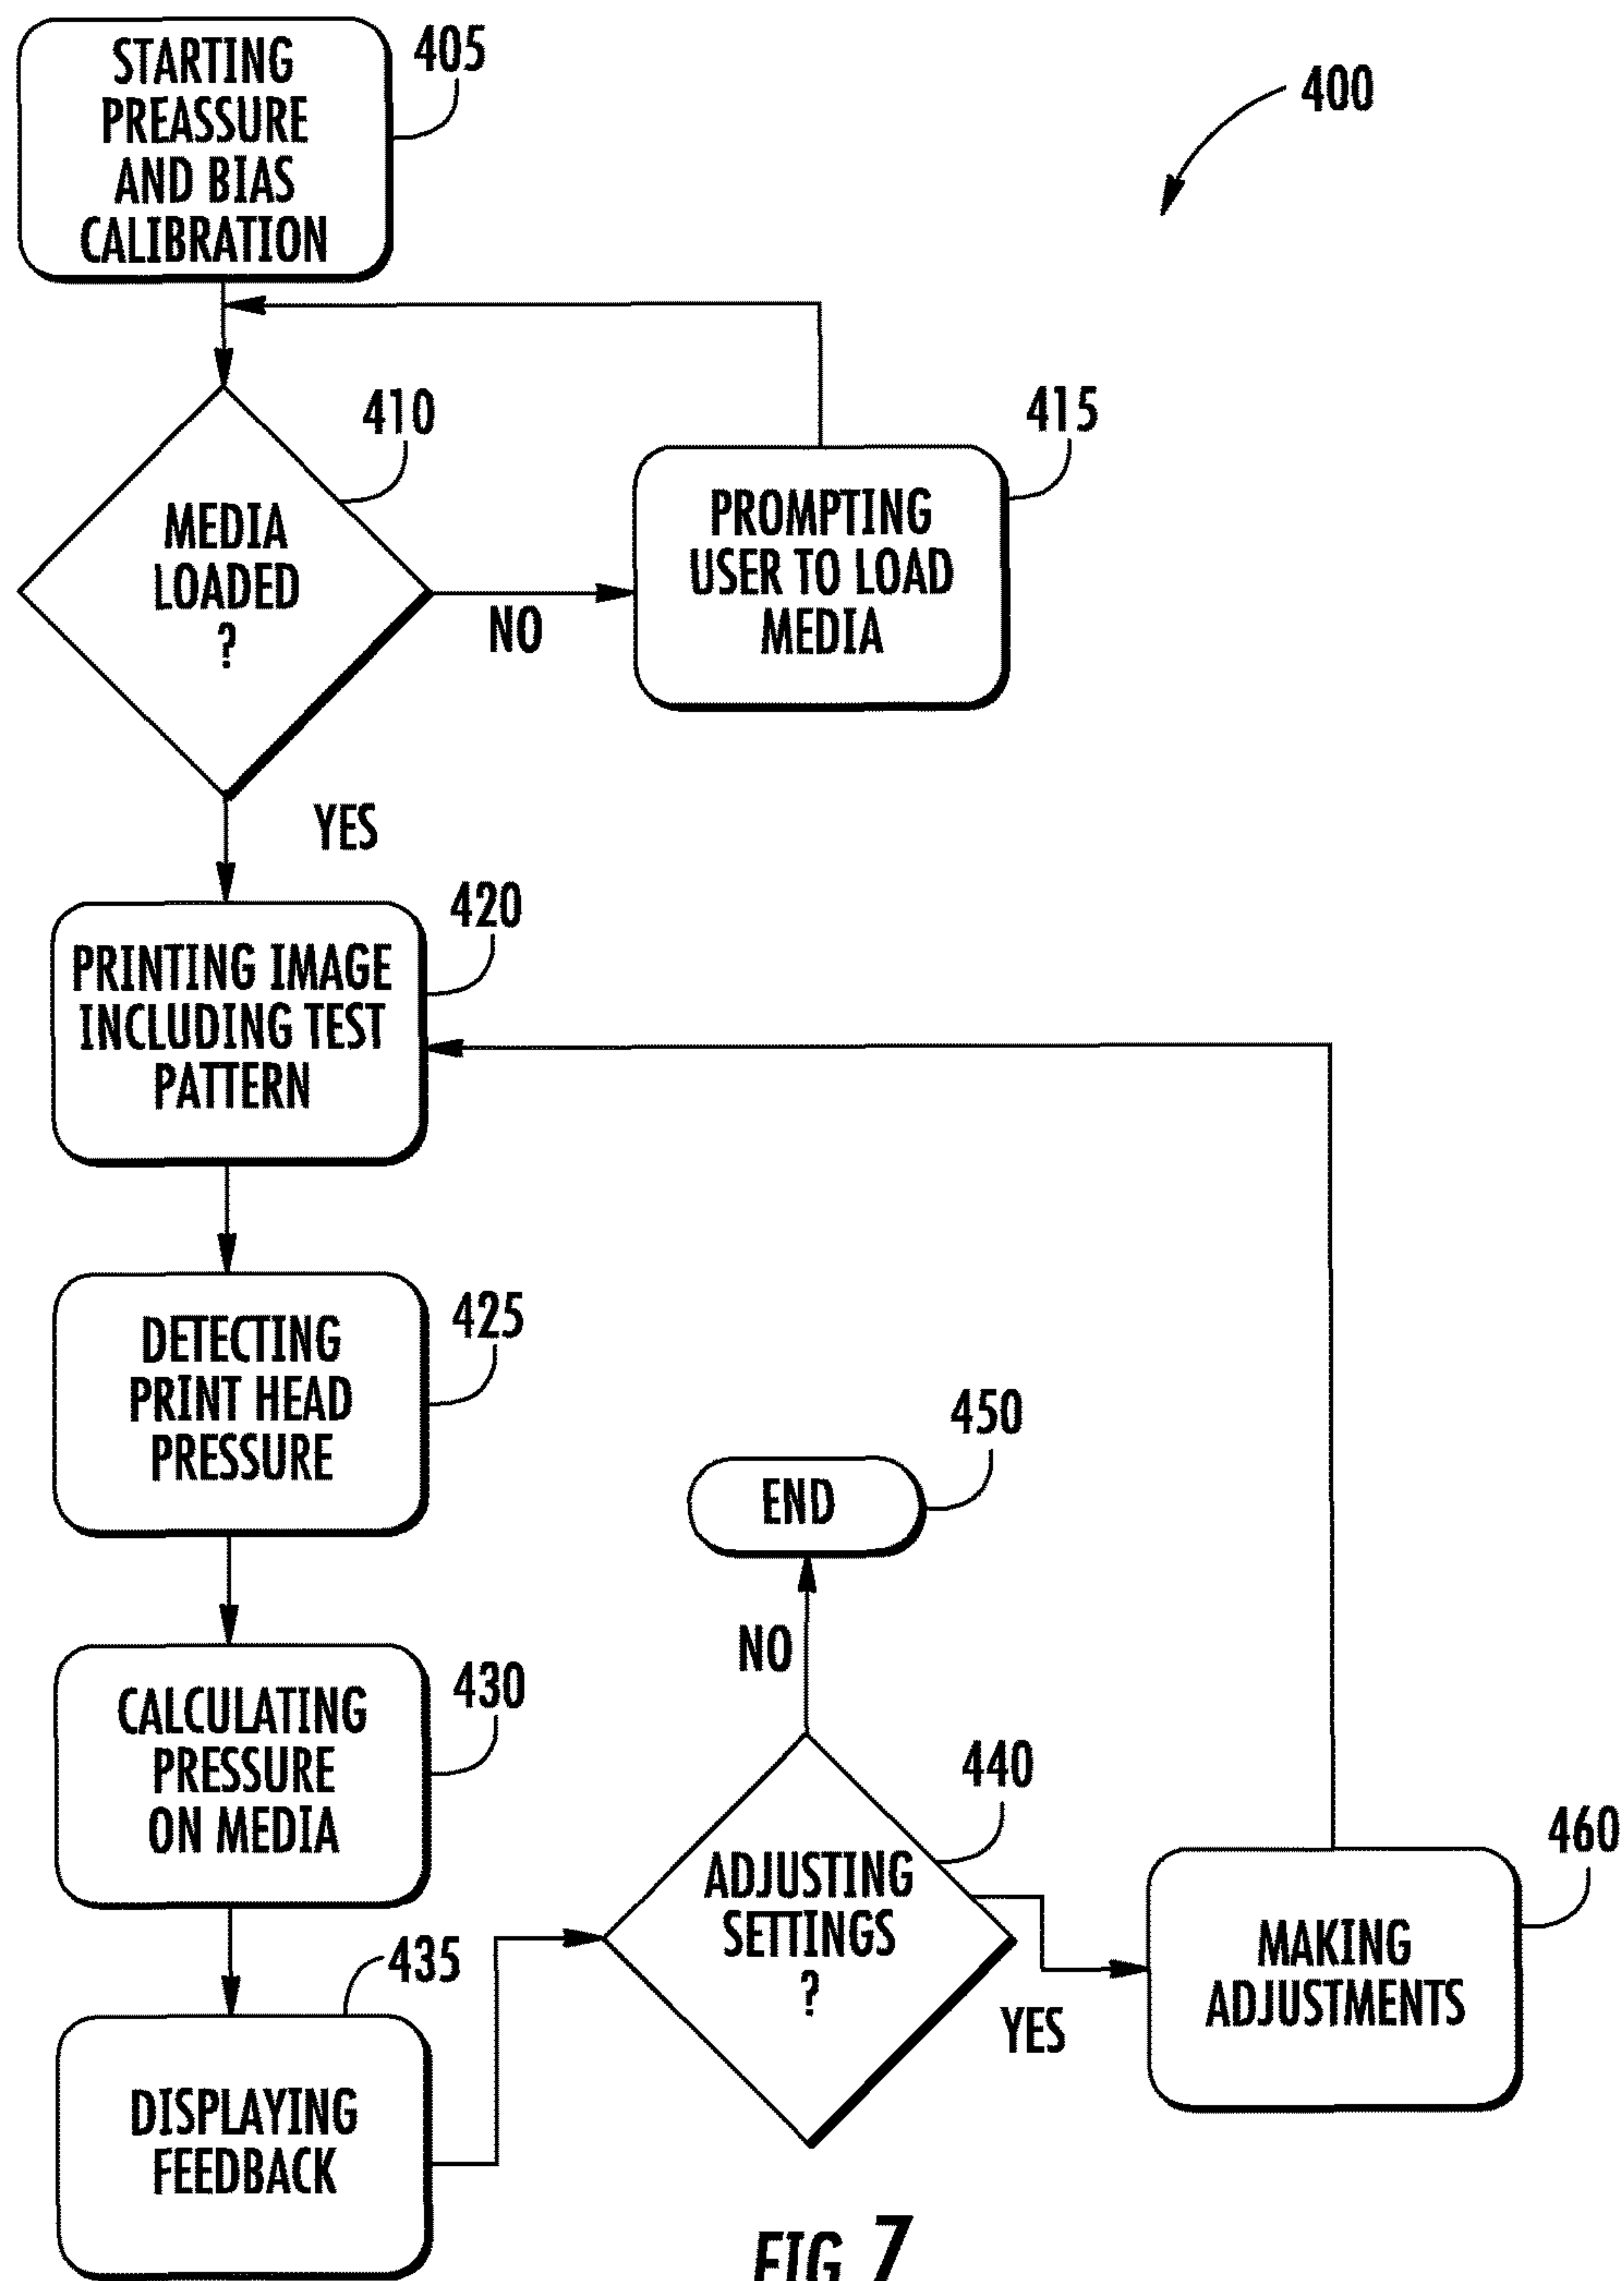 STARTING
PREASSURE
AND BIAS
CALIBRATION
405
400
410
MEDIA
LOADED
?
NO
415
PROMPTING
USER TO LOAD
MEDIA
YES
420
PRINTING IMAGE
INCLUDING TEST
PATTERN
425
DETECTING
PRINT HEAD
PRESSURE
430
CALCULATING
PRESSURE
ON MEDIA
435
DISPLAYING
FEEDBACK
450
END
NO
440
ADJUSTING
SETTINGS
?
YES
460
MAKING
ADJUSTMENTS
FIG 7